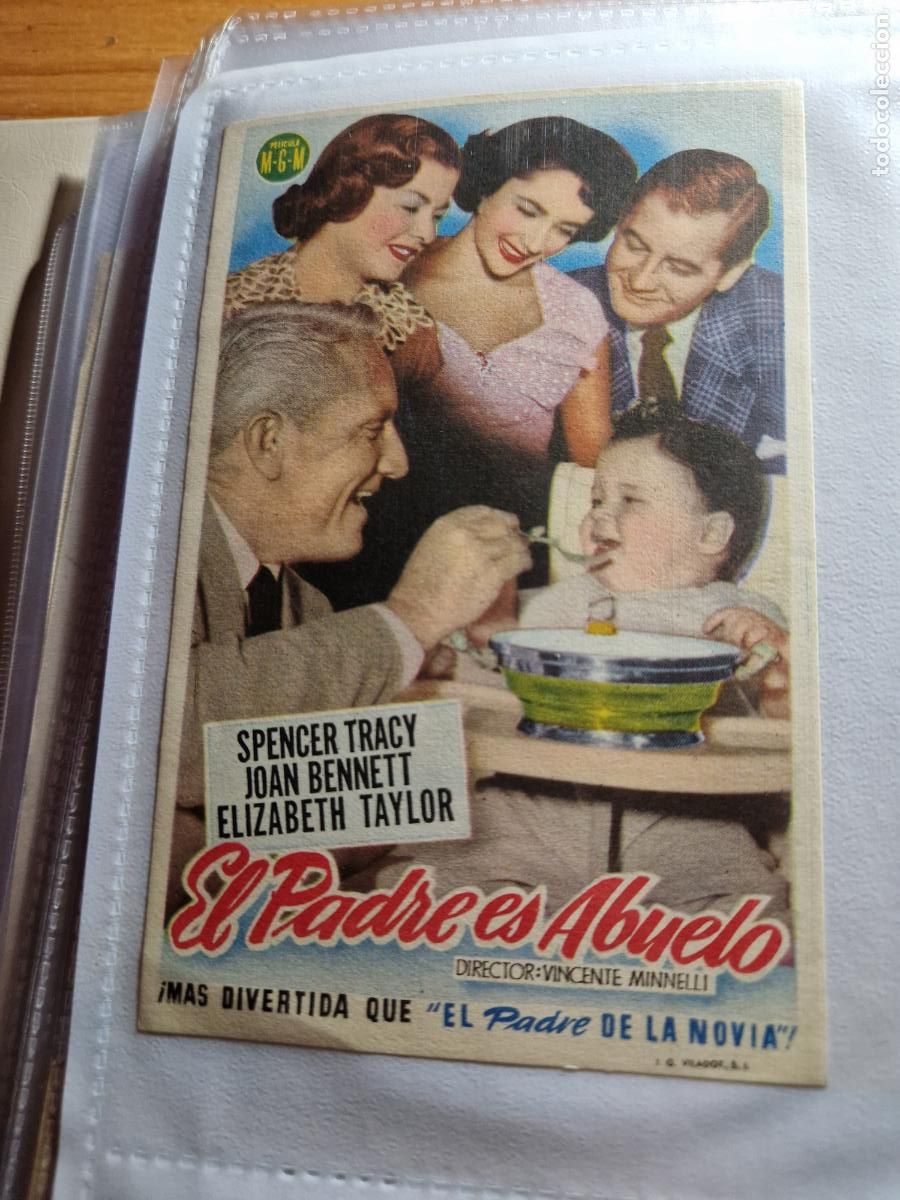 PELICULA
M-G-M
SPENCER TRACY
JOAN BENNETT
ELIZABETH TAYLOR
El Padre es Abuelo
DIRECTOR: VINCENTE MINNELLI
¡MAS DIVERTIDA QUE "EL Padre DE LA NOVIA"!
I. G. VILADOT, S. L.
todocoleccion